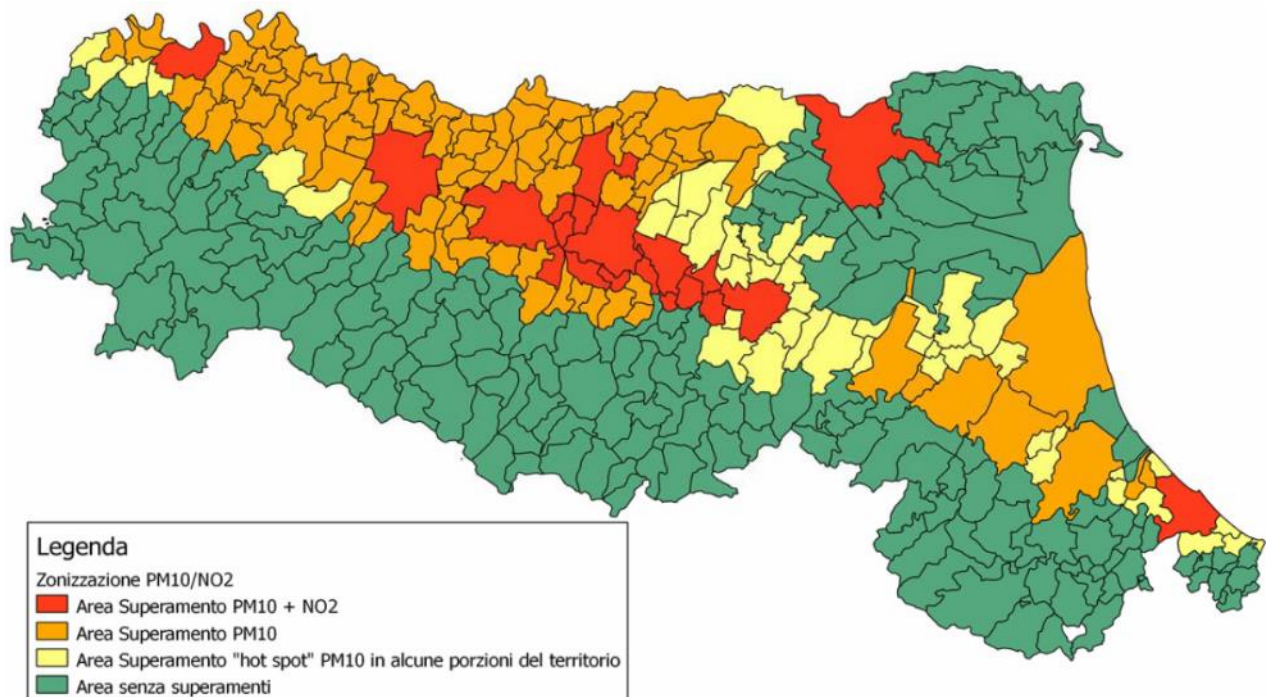 Legenda
Zonizzazione PM10/NO2
Area Superamento PM10 + NO2
Area Superamento PM10
Area Superamento "hot spot" PM10 in alcune porzioni del territorio
Area senza superamenti